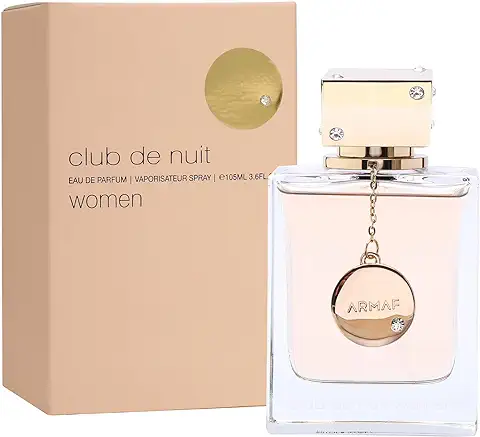 club de nuit
EAU DE PARFUM | VAPORISATEUR SPRAY | ℮105ML 3.6FL.
women
ARMAF